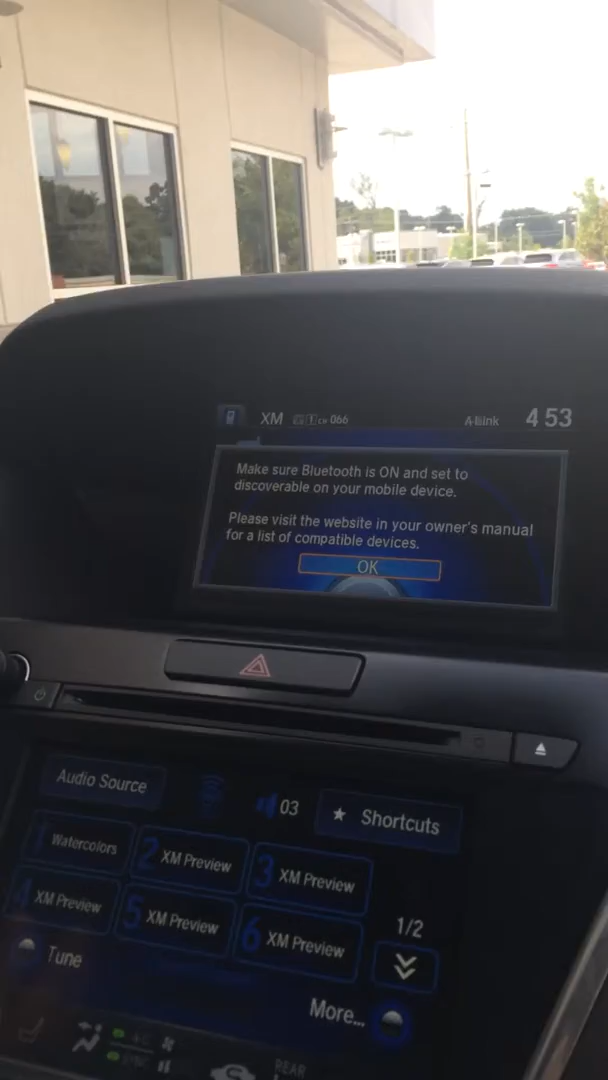 XM CH 066 A-Link 4 53
Make sure Bluetooth is ON and set to
discoverable on your mobile device.
Please visit the website in your owner's manual
for a list of compatible devices.
OK
Audio Source 03 ★ Shortcuts
1 Watercolors 2 XM Preview 3 XM Preview
4 XM Preview 5 XM Preview 6 XM Preview
1/2
Tune
More...
A/C
SYNC
REAR